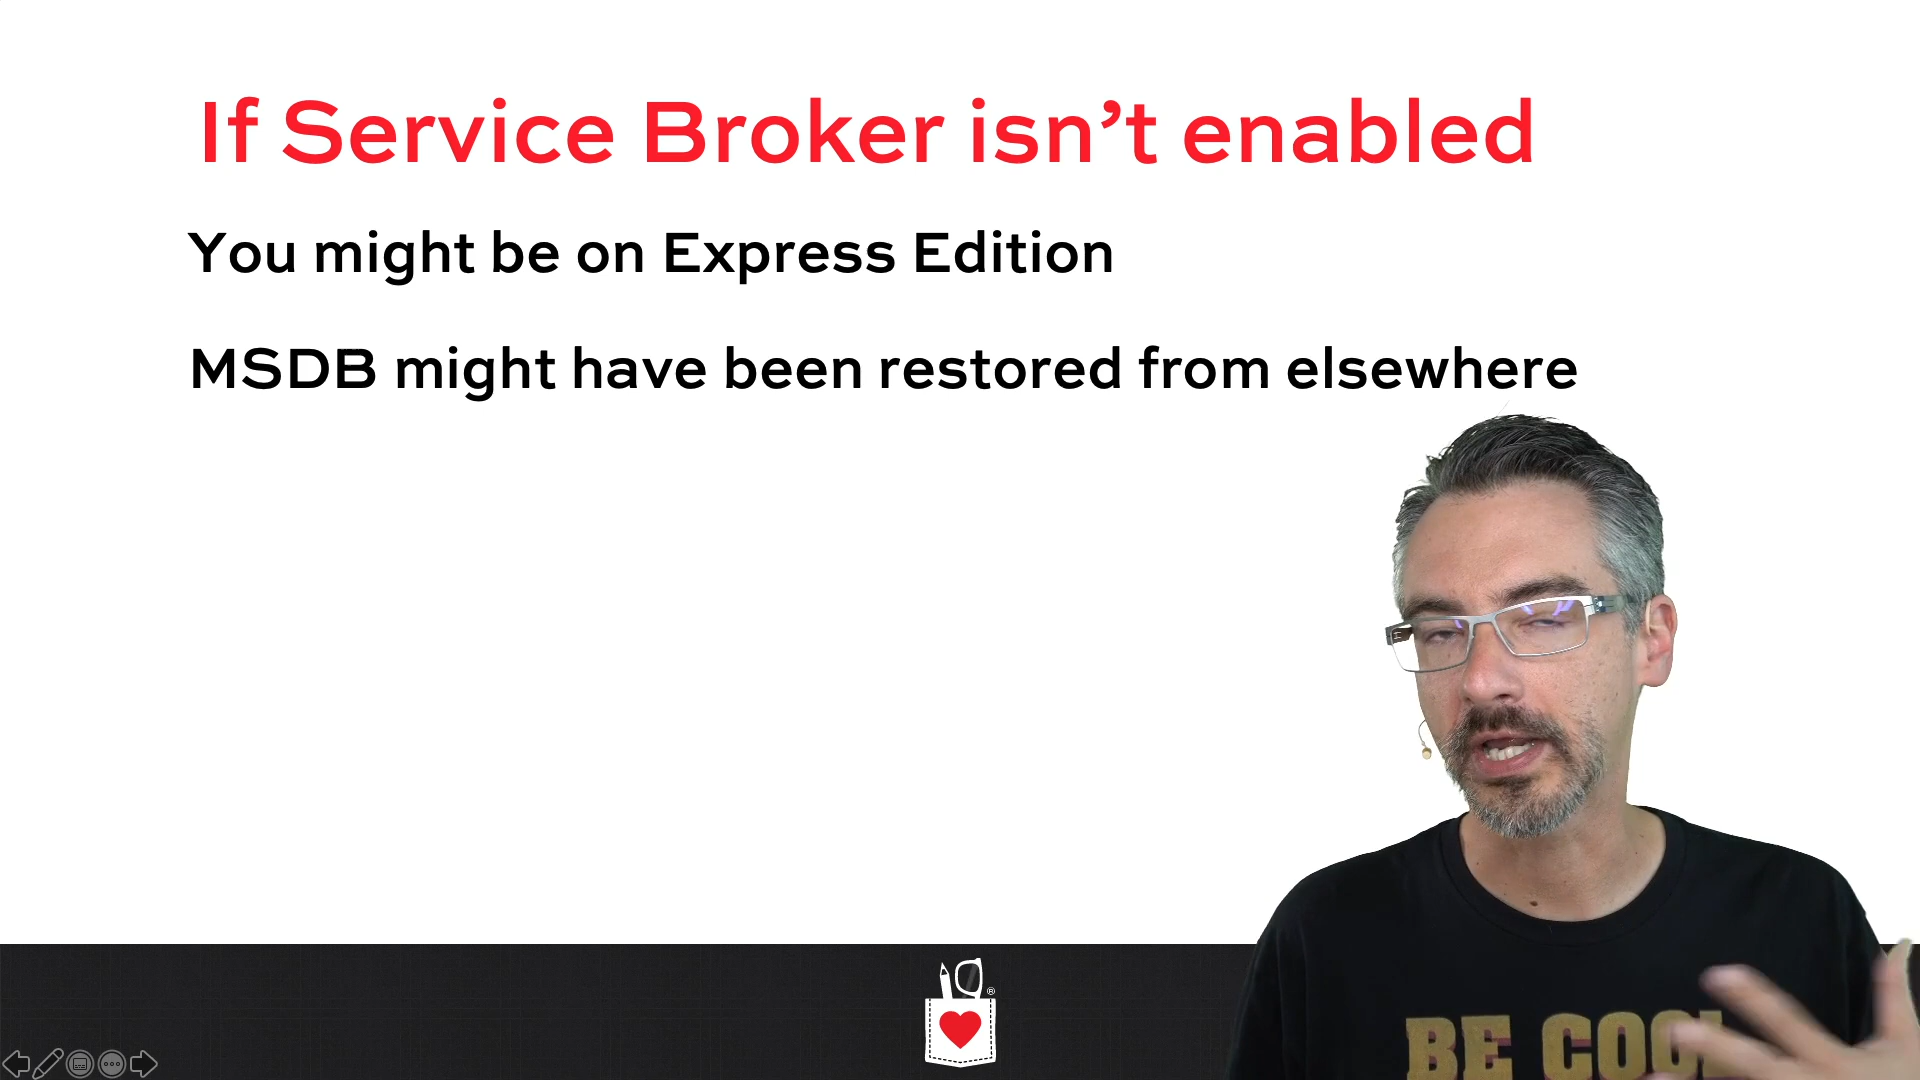 If Service Broker isn’t enabled
You might be on Express Edition
MSDB might have been restored from elsewhere
®
BE COOL